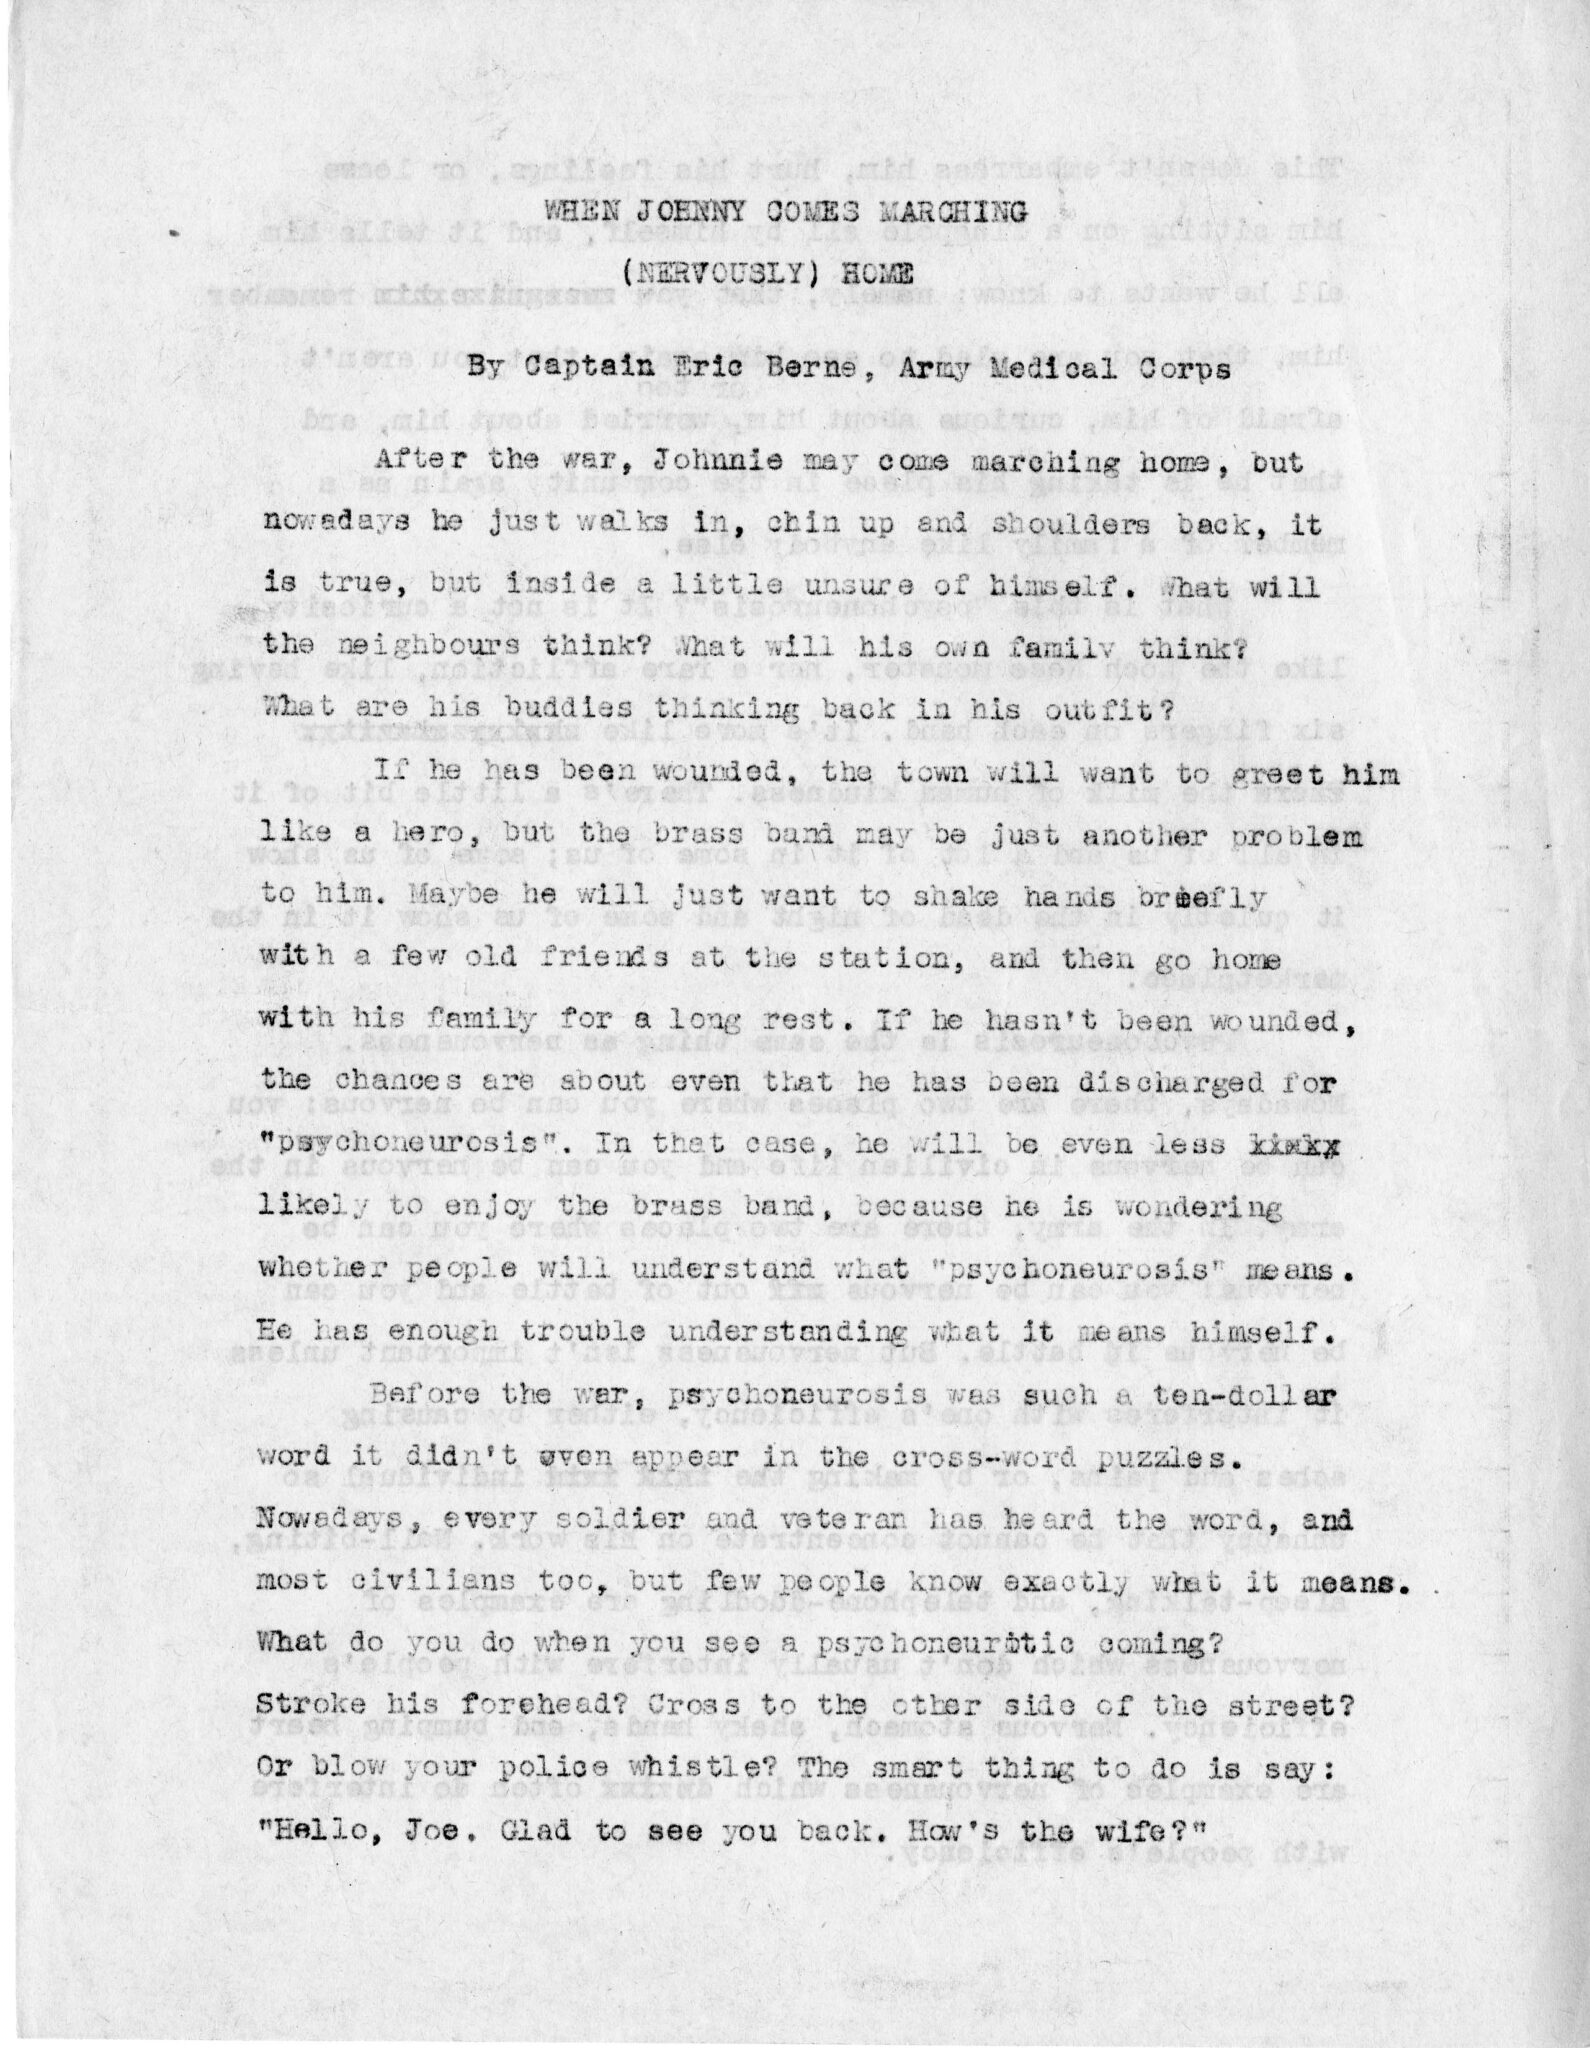 WHEN JOHNNY COMES MARCHING
(NERVOUSLY) HOME
By Captain Eric Berne, Army Medical Corps
After the war, Johnnie may come marching home, but
nowadays he just walks in, chin up and shoulders back, it
is true, but inside a little unsure of himself. What will
the neighbours think? What will his own family think?
What are his buddies thinking back in his outfit?
If he has been wounded, the town will want to greet him
like a hero, but the brass band may be just another problem
to him. Maybe he will just want to shake hands briefly
with a few old friends at the station, and then go home
with his family for a long rest. If he hasn't been wounded,
the chances are about even that he has been discharged for
"psychoneurosis". In that case, he will be even less
likely to enjoy the brass band, because he is wondering
whether people will understand what "psychoneurosis" means.
He has enough trouble understanding what it means himself.
Before the war, psychoneurosis was such a ten-dollar
word it didn't even appear in the cross-word puzzles.
Nowadays, every soldier and veteran has heard the word, and
most civilians too, but few people know exactly what it means.
What do you do when you see a psychoneurotic coming?
Stroke his forehead? Cross to the other side of the street?
Or blow your police whistle? The smart thing to do is say:
"Hello, Joe. Glad to see you back. How's the wife?"